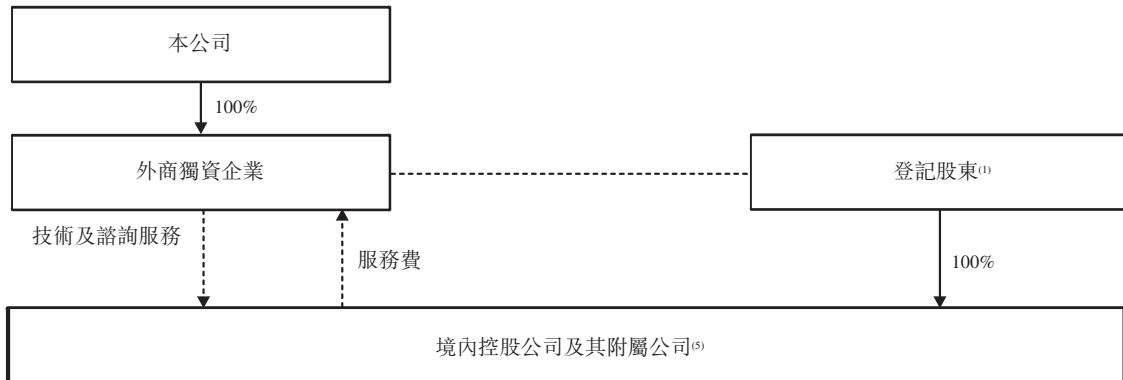 本公司
100%
外商獨資企業
登記股東(1)
技術及諮詢服務
服務費
100%
境內控股公司及其附屬公司(5)